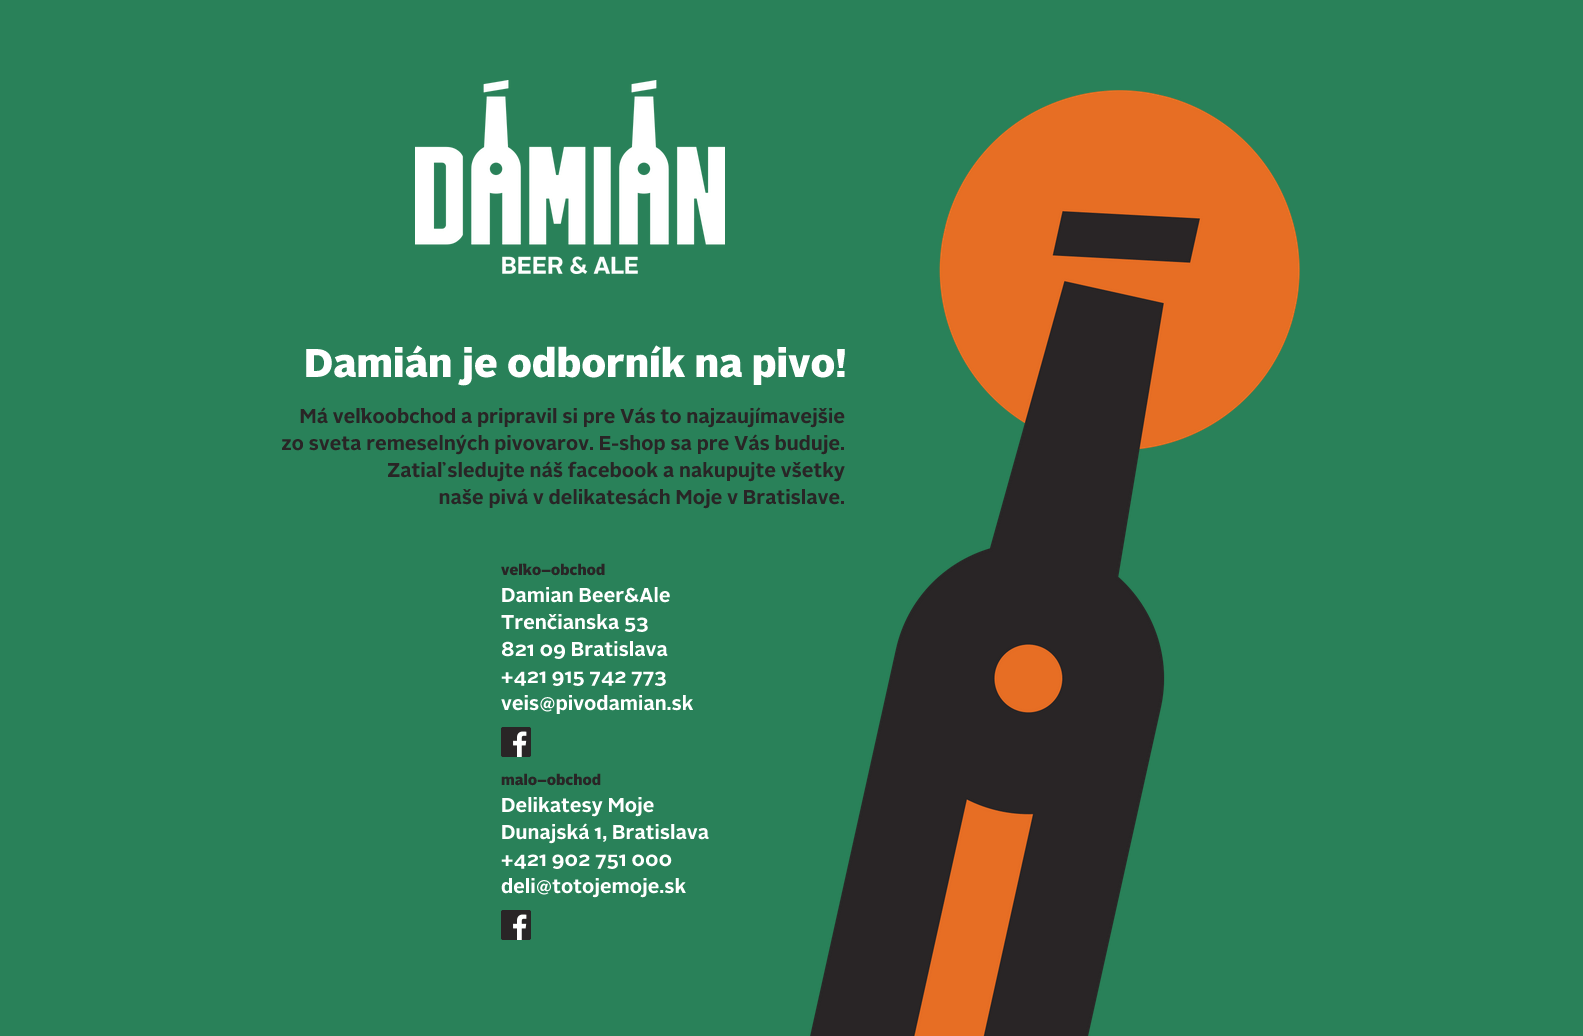 DAMIÁN
BEER & ALE
Damián je odborník na pivo!
Má veľkoobchod a pripravil si pre Vás to najzaujímavejšie
zo sveta remeselných pivovarov. E-shop sa pre Vás buduje.
Zatiaľ sledujte náš facebook a nakupujte všetky
naše pivá v delikatesách Moje v Bratislave.
veľko–obchod
Damian Beer&Ale
Trenčianska 53
821 09 Bratislava
+421 915 742 773
veis@pivodamian.sk
malo–obchod
Delikatesy Moje
Dunajská 1, Bratislava
+421 902 751 000
deli@totojemoje.sk